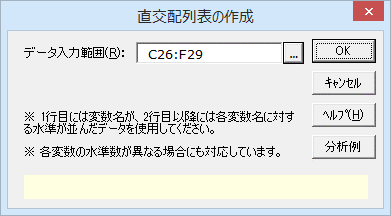 直交配列表の作成
データ入力範囲(R): C26:F29 ...
OK
キャンセル
ヘルプ(H)
分析例
※ 1行目には変数名が、2行目以降には各変数名に対す
る水準が並んだデータを使用してください。
※ 各変数の水準数が異なる場合にも対応しています。